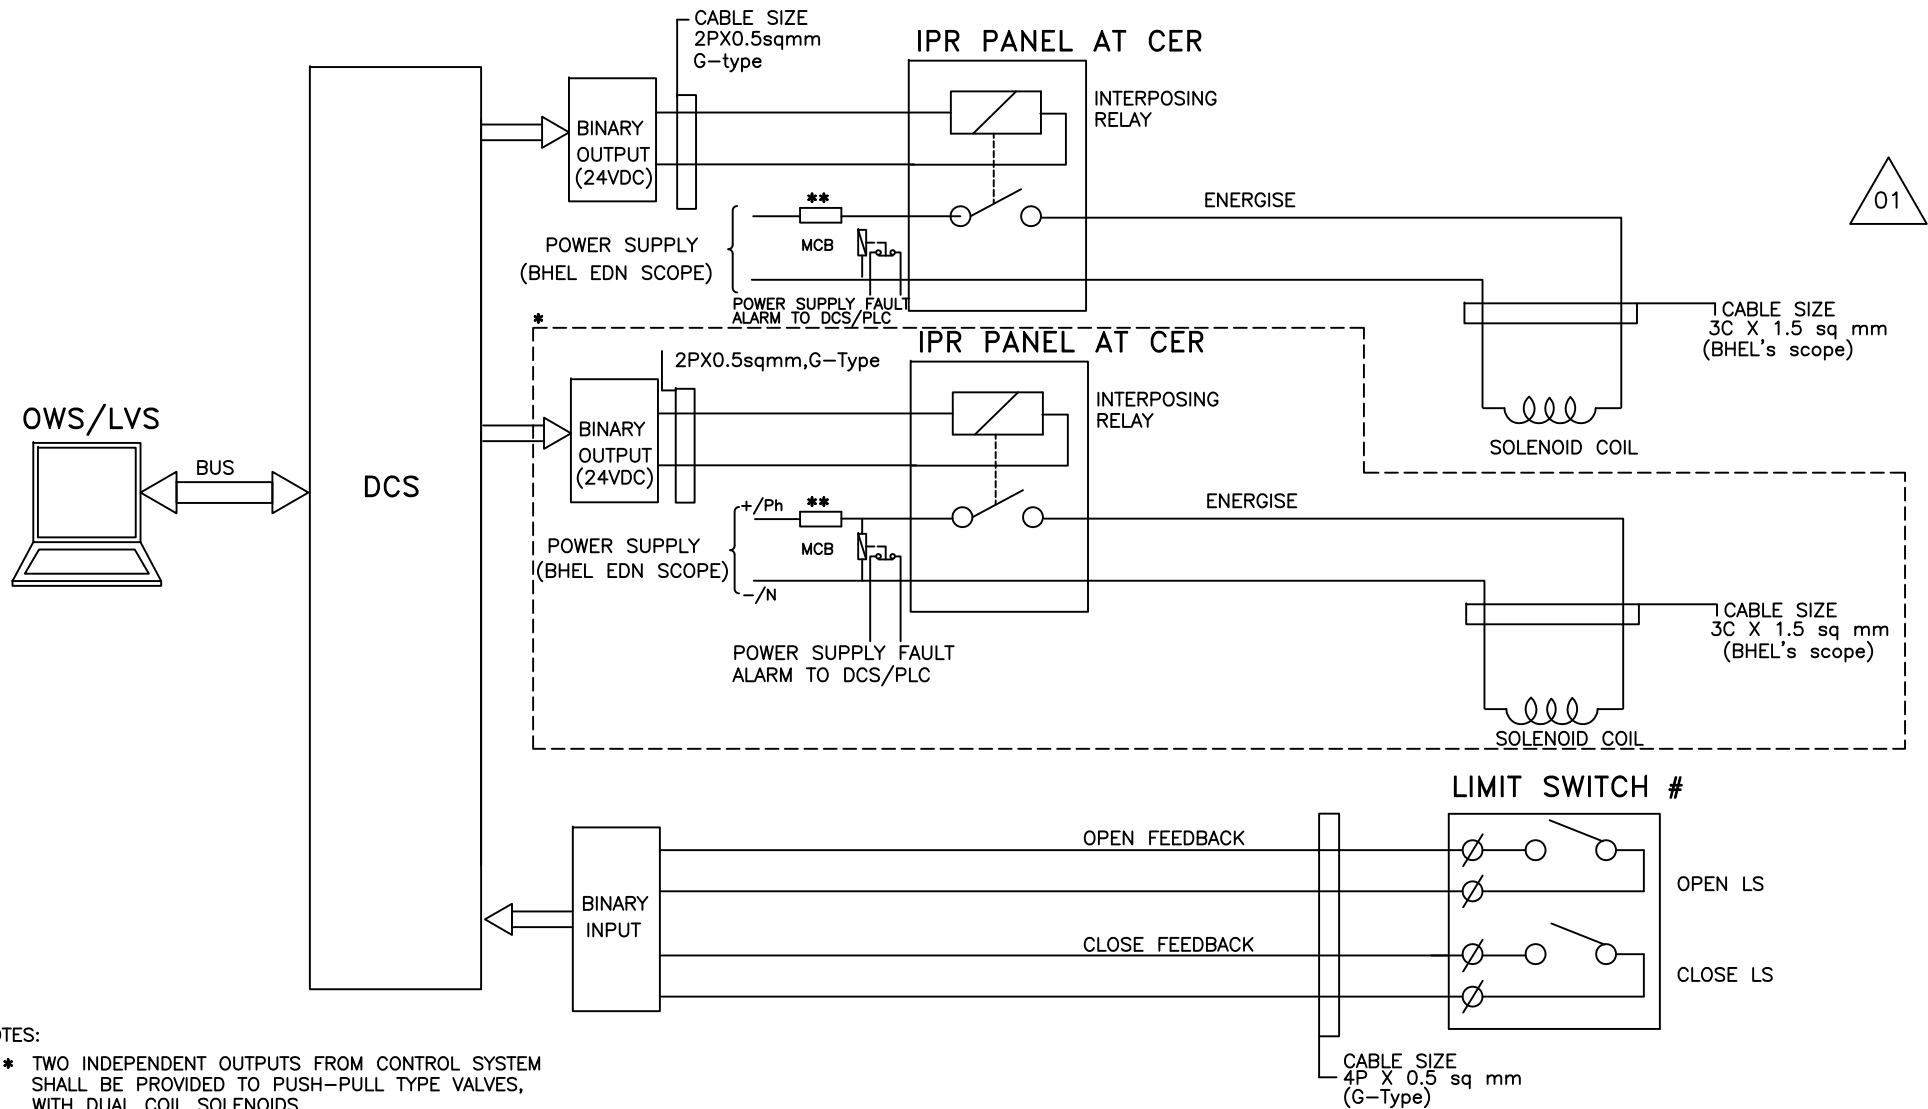 CABLE SIZE
2PX0.5sqmm
G-type
IPR PANEL AT CER
INTERPOSING
RELAY
BINARY
OUTPUT
(24VDC)
**
MCB
ENERGISE
01
POWER SUPPLY
(BHEL EDN SCOPE)
POWER SUPPLY FAULT
ALARM TO DCS/PLC
CABLE SIZE
3C X 1.5 sq mm
(BHEL's scope)
SOLENOID COIL
*
IPR PANEL AT CER
2PX0.5sqmm,G-Type
INTERPOSING
RELAY
BINARY
OUTPUT
(24VDC)
OWS/LVS
BUS
DCS
+/Ph
**
MCB
ENERGISE
POWER SUPPLY
(BHEL EDN SCOPE)
-/N
POWER SUPPLY FAULT
ALARM TO DCS/PLC
CABLE SIZE
3C X 1.5 sq mm
(BHEL's scope)
SOLENOID COIL
LIMIT SWITCH #
OPEN FEEDBACK
OPEN LS
BINARY
INPUT
CLOSE FEEDBACK
CLOSE LS
CABLE SIZE
4P X 0.5 sq mm
(G-Type)
OTES:
* TWO INDEPENDENT OUTPUTS FROM CONTROL SYSTEM
SHALL BE PROVIDED TO PUSH-PULL TYPE VALVES,
WITH DUAL COIL SOLENOIDS